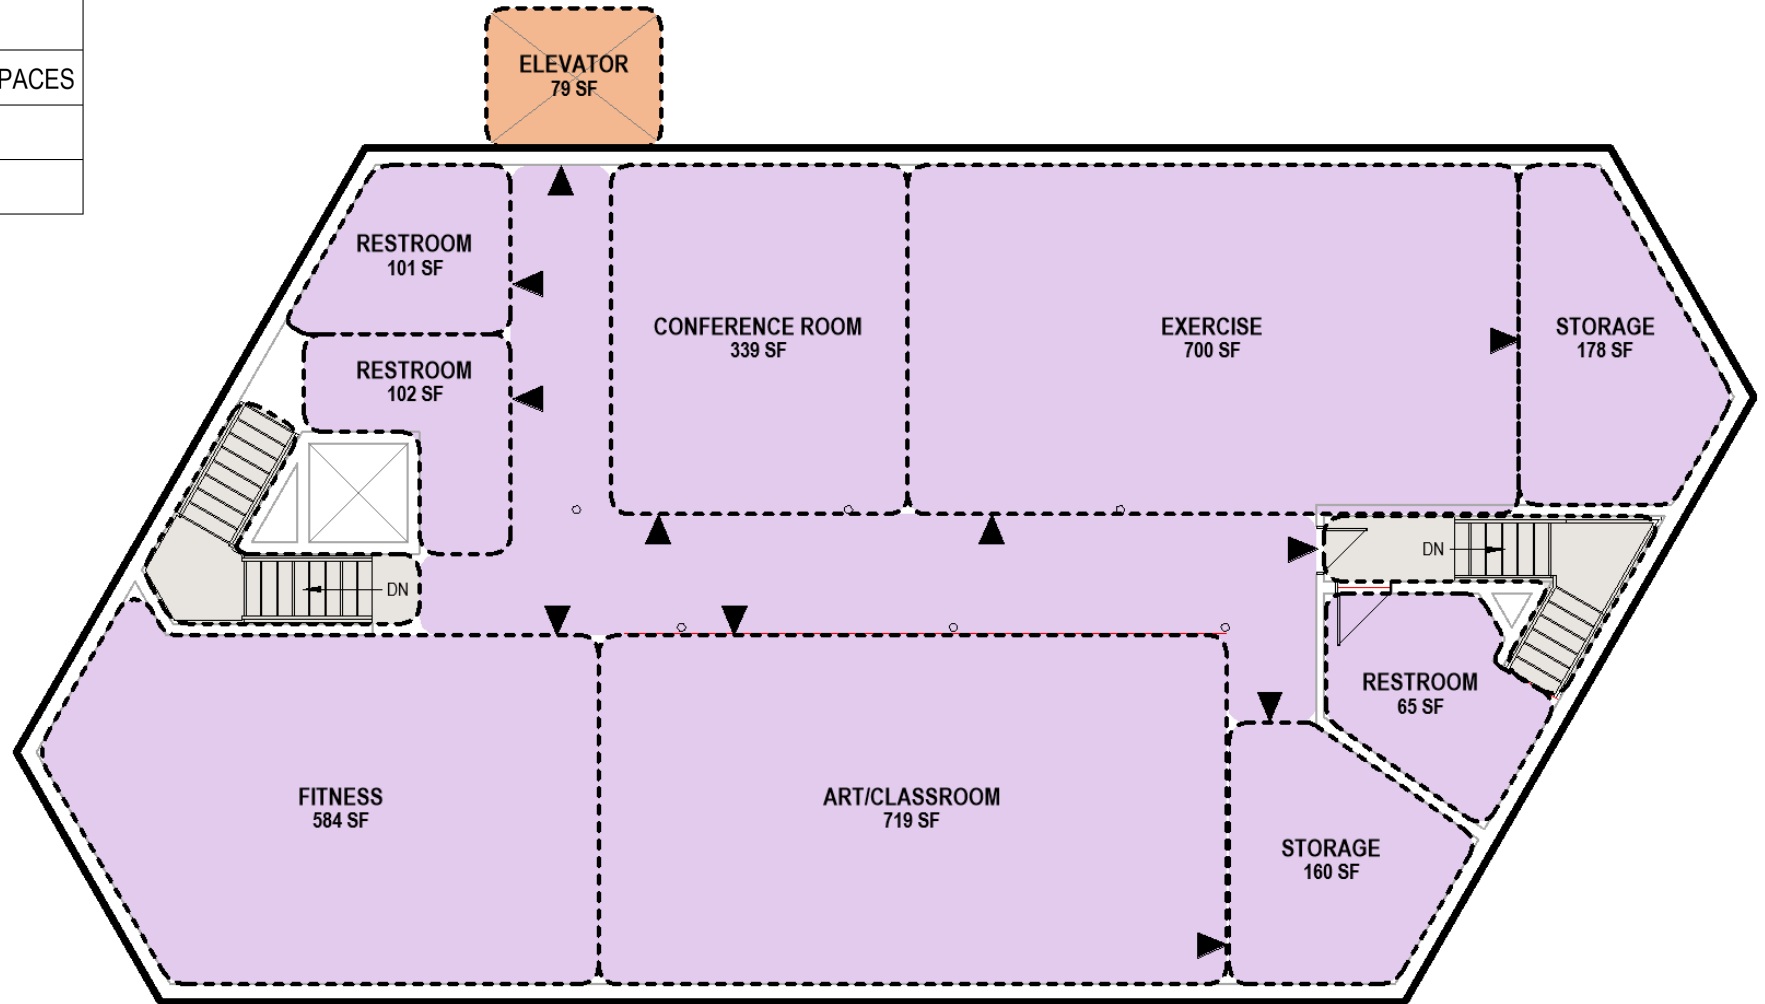 PACES
ELEVATOR
79 SF
RESTROOM
101 SF
RESTROOM
102 SF
CONFERENCE ROOM
339 SF
EXERCISE
700 SF
STORAGE
178 SF
DN
DN
RESTROOM
65 SF
FITNESS
584 SF
ART/CLASSROOM
719 SF
STORAGE
160 SF